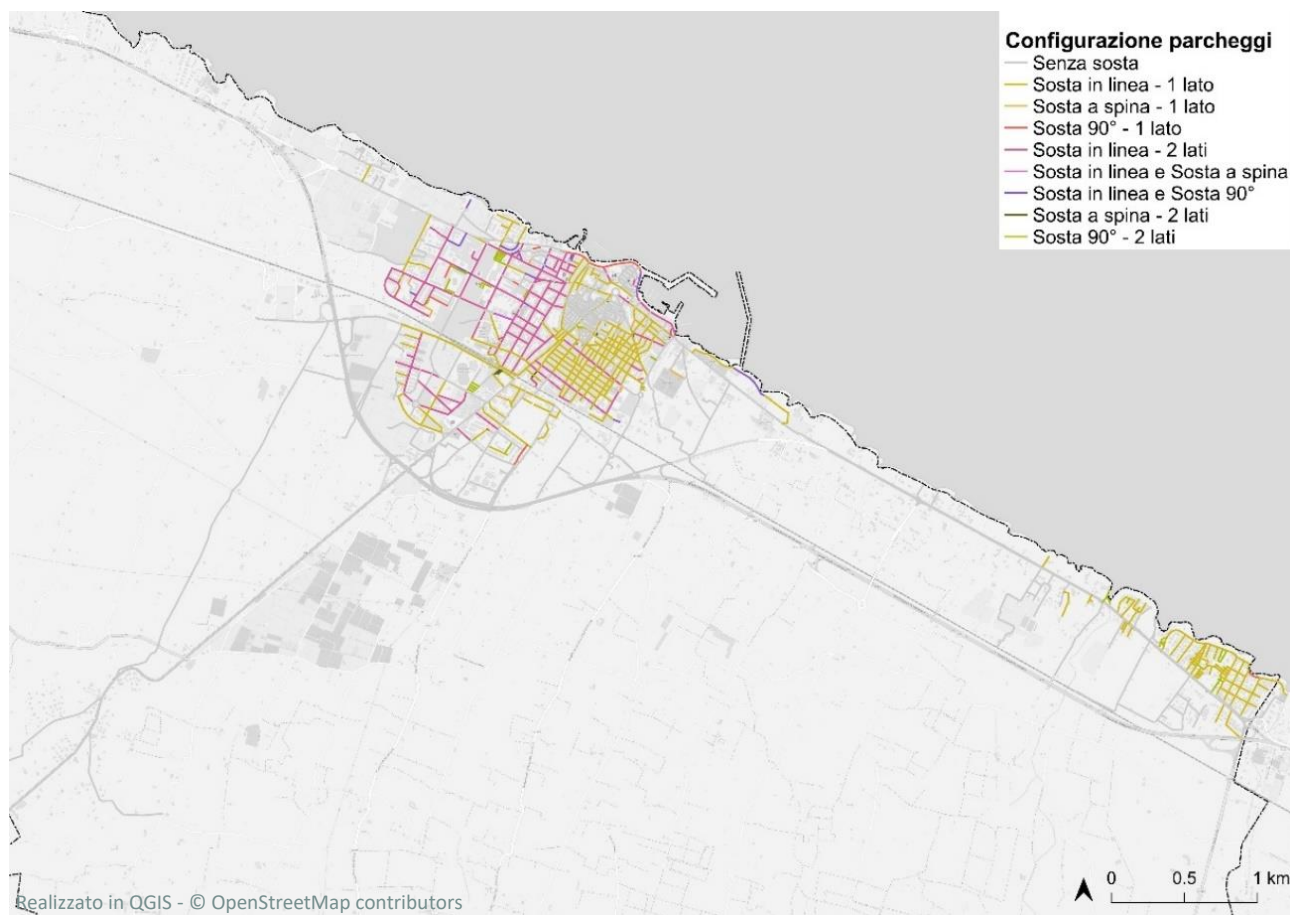 Configurazione parcheggi
Senza sosta
Sosta in linea - 1 lato
Sosta a spina - 1 lato
Sosta 90° - 1 lato
Sosta in linea - 2 lati
Sosta in linea e Sosta a spina
Sosta in linea e Sosta 90°
Sosta a spina - 2 lati
Sosta 90° - 2 lati
0 0.5 1 km
Realizzato in QGIS - © OpenStreetMap contributors